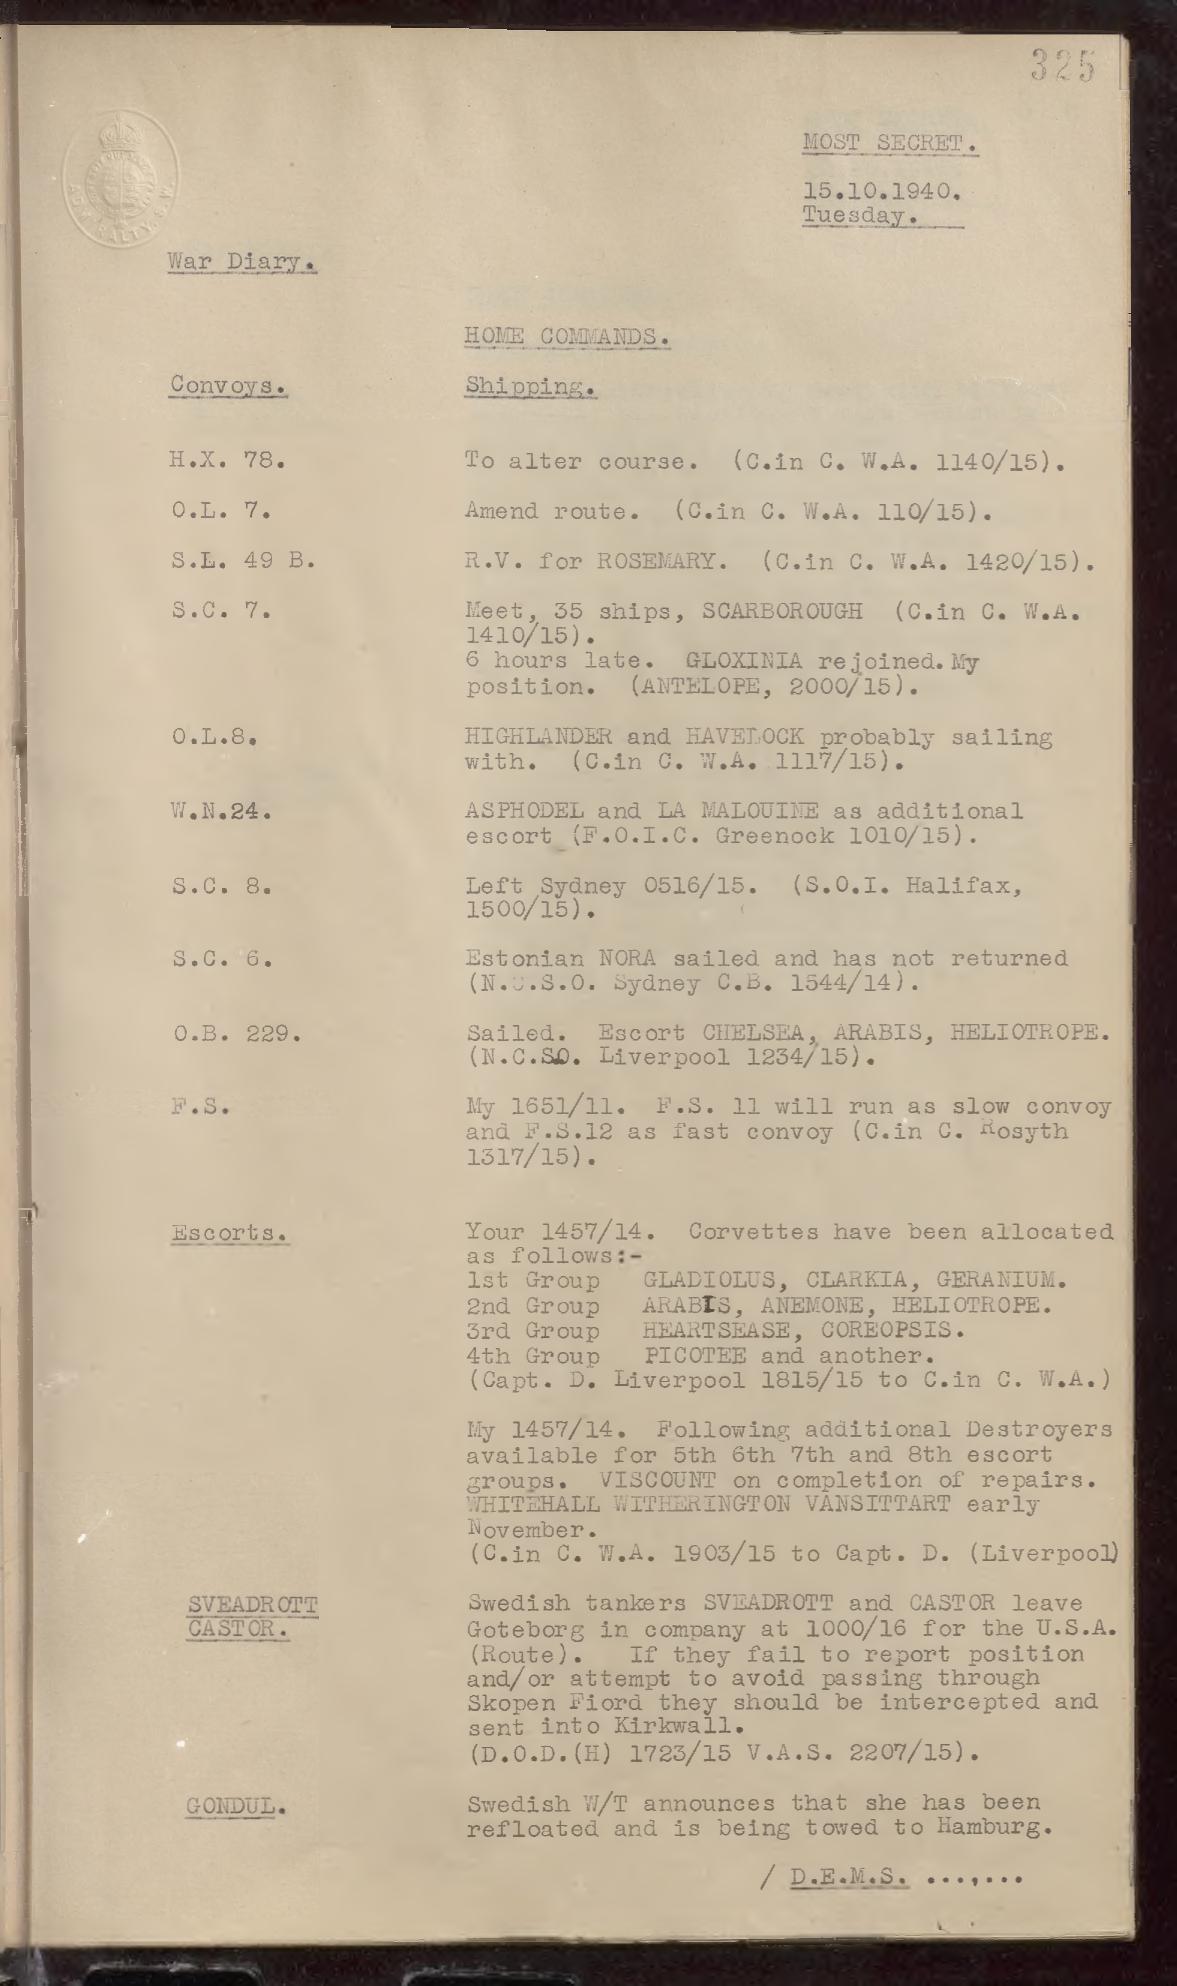 325
MOST SECRET.
15.10.1940.
Tuesday.
War Diary.
HOME COMMANDS.
Convoys. Shipping.
H.X. 78. To alter course. (C.in C. W.A. 1140/15).
O.L. 7. Amend route. (C.in C. W.A. 110/15).
S.L. 49 B. R.V. for ROSEMARY. (C.in C. W.A. 1420/15).
S.C. 7. Meet, 35 ships, SCARBOROUGH (C.in C. W.A.
1410/15).
6 hours late. GLOXINIA rejoined. My
position. (ANTELOPE, 2000/15).
O.L.8. HIGHLANDER and HAVELOCK probably sailing
with. (C.in C. W.A. 1117/15).
W.N.24. ASPHODEL and LA MALOUINE as additional
escort (F.O.I.C. Greenock 1010/15).
S.C. 8. Left Sydney 0516/15. (S.O.I. Halifax,
1500/15).
S.C. 6. Estonian NORA sailed and has not returned
(N.C.S.O. Sydney C.B. 1544/14).
O.B. 229. Sailed. Escort CHELSEA, ARABIS, HELIOTROPE.
(N.C.SO. Liverpool 1234/15).
F.S. My 1651/11. F.S. 11 will run as slow convoy
and F.S.12 as fast convoy (C.in C. Rosyth
1317/15).
Escorts. Your 1457/14. Corvettes have been allocated
as follows:-
1st Group GLADIOLUS, CLARKIA, GERANIUM.
2nd Group ARABIS, ANEMONE, HELIOTROPE.
3rd Group HEARTSEASE, COREOPSIS.
4th Group PICOTEE and another.
(Capt. D. Liverpool 1815/15 to C.in C. W.A.)
My 1457/14. Following additional Destroyers
available for 5th 6th 7th and 8th escort
groups. VISCOUNT on completion of repairs.
WHITEHALL WITHERINGTON VANSITTART early
November.
(C.in C. W.A. 1903/15 to Capt. D. (Liverpool)
SVEADROTT
CASTOR.
Swedish tankers SVEADROTT and CASTOR leave
Goteborg in company at 1000/16 for the U.S.A.
(Route). If they fail to report position
and/or attempt to avoid passing through
Skopen Fiord they should be intercepted and
sent into Kirkwall.
(D.O.D.(H) 1723/15 V.A.S. 2207/15).
GONDUL. Swedish W/T announces that she has been
refloated and is being towed to Hamburg.
/ D.E.M.S. ...,...